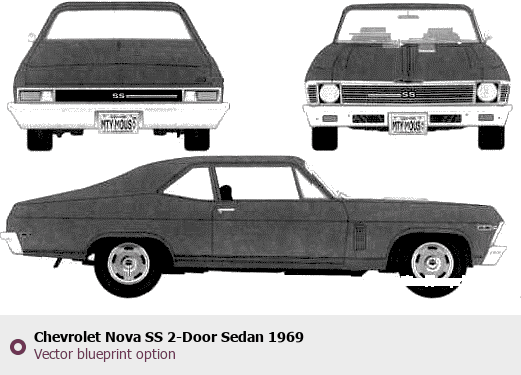 SS
MTY MOUS
SS
MTY MOUS
Chevrolet Nova SS 2-Door Sedan 1969
Vector blueprint option